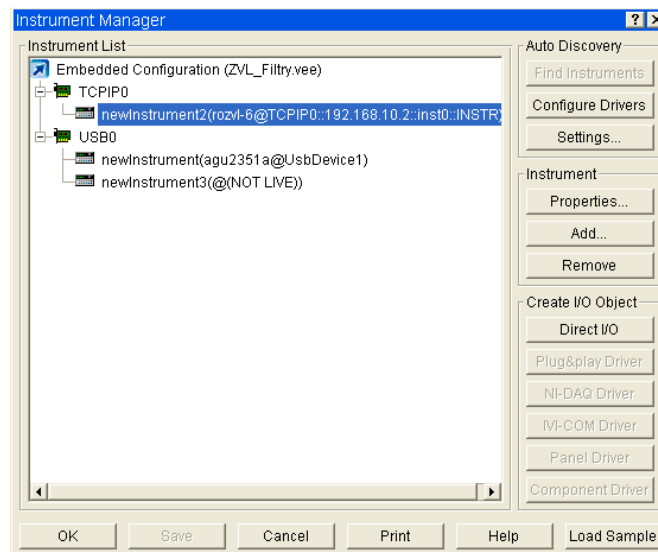 Instrument Manager
Instrument List
Embedded Configuration (ZVL_Filtry.vee)
TCPIP0
newInstrument2(rozvl-6@TCPIP0::192.168.10.2::inst0::INSTR)
USB0
newInstrument(agu2351a@UsbDevice1)
newInstrument3(@(NOT LIVE))
Auto Discovery
Find Instruments
Configure Drivers
Settings...
Instrument
Properties...
Add...
Remove
Create I/O Object
Direct I/O
Plug&play Driver
NI-DAQ Driver
IVI-COM Driver
Panel Driver
Component Driver
OK
Save
Cancel
Print
Help
Load Sample